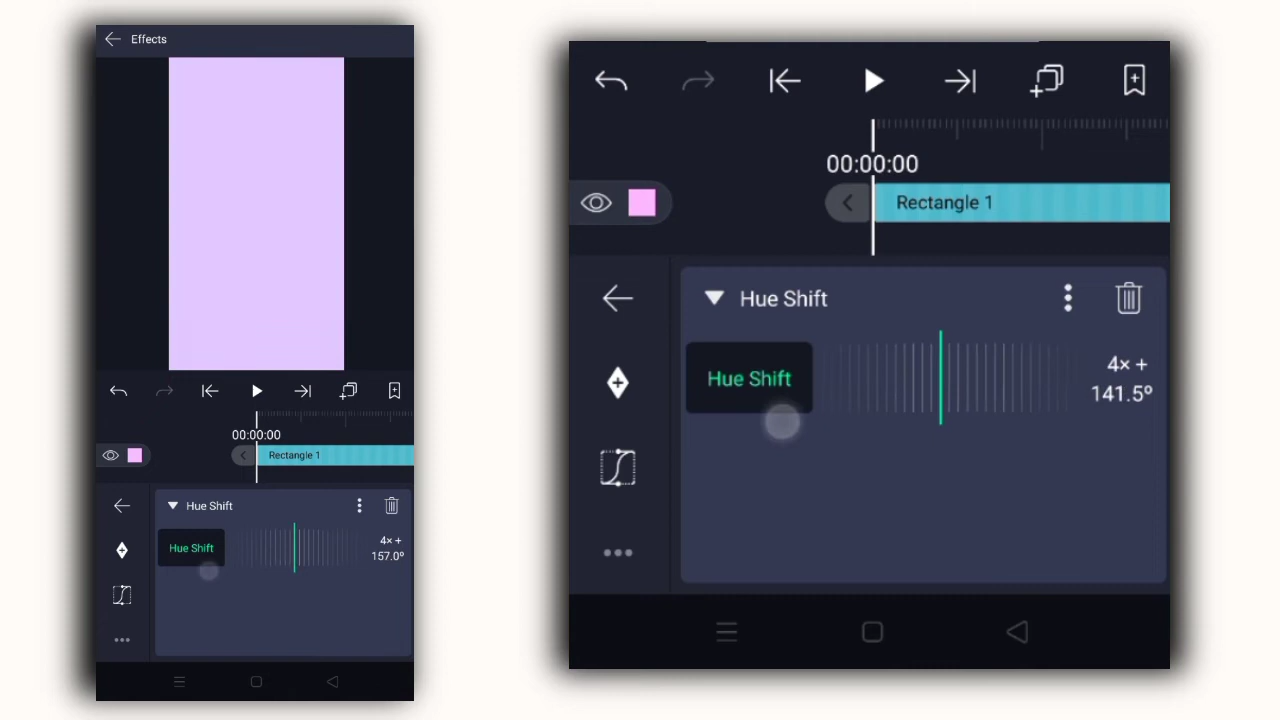 Effects
00:00:00
Rectangle 1
Hue Shift
Hue Shift
4× +
157.0º
00:00:00
Rectangle 1
Hue Shift
Hue Shift
4× +
141.5º